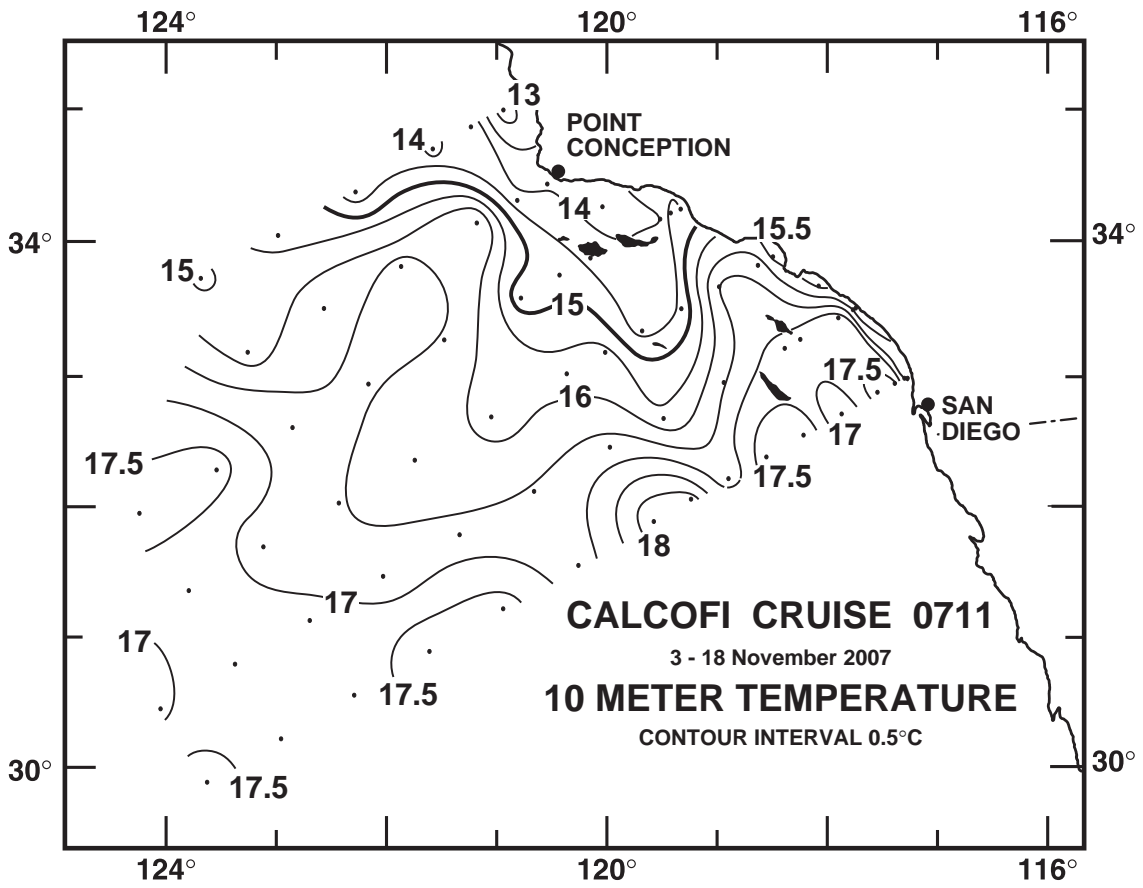 124° 120° 116°
13
POINT
CONCEPTION
14
14
15.5
34° 34°
15
15
17.5
16
SAN
DIEGO
17
17.5
17.5
18
17
CALCOFI CRUISE 0711
17
3 - 18 November 2007
17.5
10 METER TEMPERATURE
CONTOUR INTERVAL 0.5°C
30° 30°
17.5
124° 120° 116°